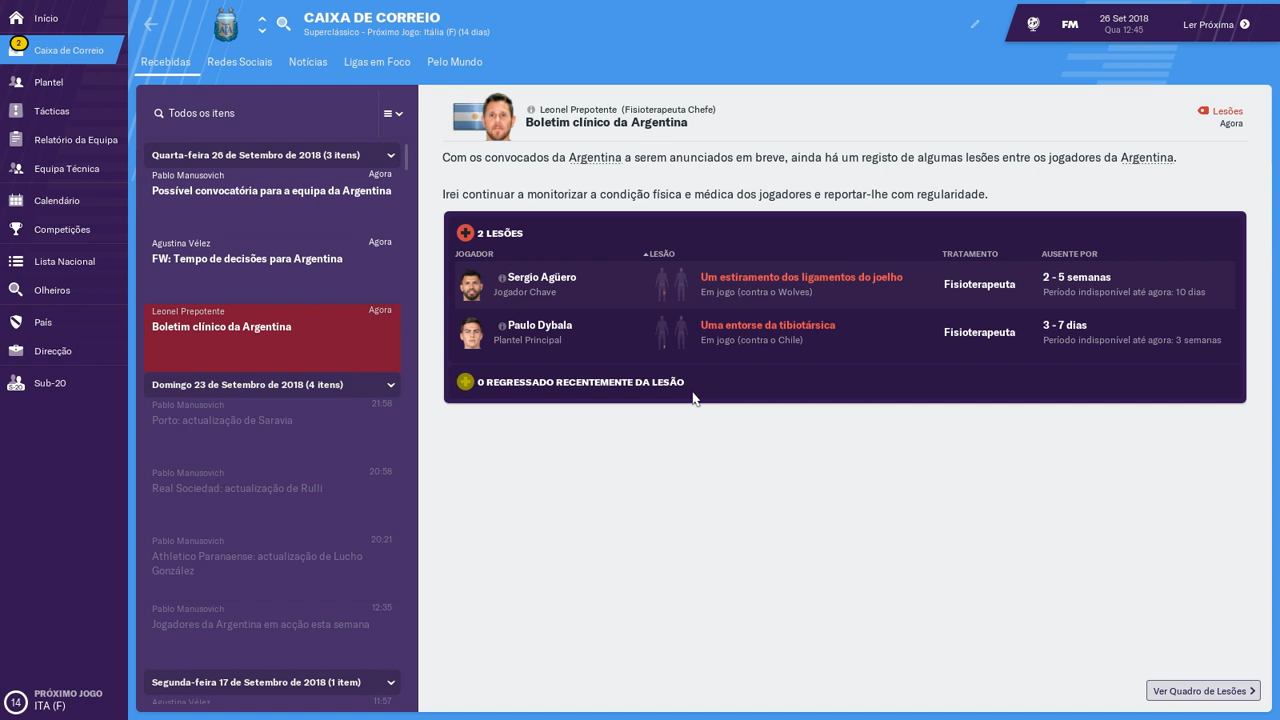 Início
2
Caixa de Correio
Plantel
Tácticas
Relatório da Equipa
Equipa Técnica
Calendário
Competições
Lista Nacional
Olheiros
País
Direcção
S-20
Sub-20
14
PRÓXIMO JOGO
ITA (F)
CAIXA DE CORREIO
Superclássico - Próximo Jogo: Itália (F) (14 dias)
FM
26 Set 2018
Qua 12:45
Ler Próxima
Recebidas
Redes Sociais
Notícias
Ligas em Foco
Pelo Mundo
Todos os itens
Quarta-feira 26 de Setembro de 2018 (3 itens)
Pablo Manusovich
Agora
Possível convocatória para a equipa da Argentina
Agustina Vélez
Agora
FW: Tempo de decisões para Argentina
Leonel Prepotente
Agora
Boletim clínico da Argentina
Domingo 23 de Setembro de 2018 (4 itens)
Pablo Manusovich
21:58
Porto: actualização de Saravia
Pablo Manusovich
20:58
Real Sociedad: actualização de Rulli
Pablo Manusovich
20:21
Athletico Paranaense: actualização de Lucho
González
Pablo Manusovich
12:35
Jogadores da Argentina em acção esta semana
Segunda-feira 17 de Setembro de 2018 (1 item)
Agustina Vélez
11:57
Leonel Prepotente (Fisioterapeuta Chefe)
Boletim clínico da Argentina
Lesões
Agora
Com os convocados da Argentina a serem anunciados em breve, ainda há um registo de algumas lesões entre os jogadores da Argentina.
Irei continuar a monitorizar a condição física e médica dos jogadores e reportar-lhe com regularidade.
2 LESÕES
JOGADOR
LESÃO
TRATAMENTO
AUSENTE POR
Sergio Agüero
Jogador Chave
Um estiramento dos ligamentos do joelho
Em jogo (contra o Wolves)
Fisioterapeuta
2 - 5 semanas
Período indisponível até agora: 10 dias
Paulo Dybala
Plantel Principal
Uma entorse da tibiotársica
Em jogo (contra o Chile)
Fisioterapeuta
3 - 7 dias
Período indisponível até agora: 3 semanas
0 REGRESSADO RECENTEMENTE DA LESÃO
Ver Quadro de Lesões